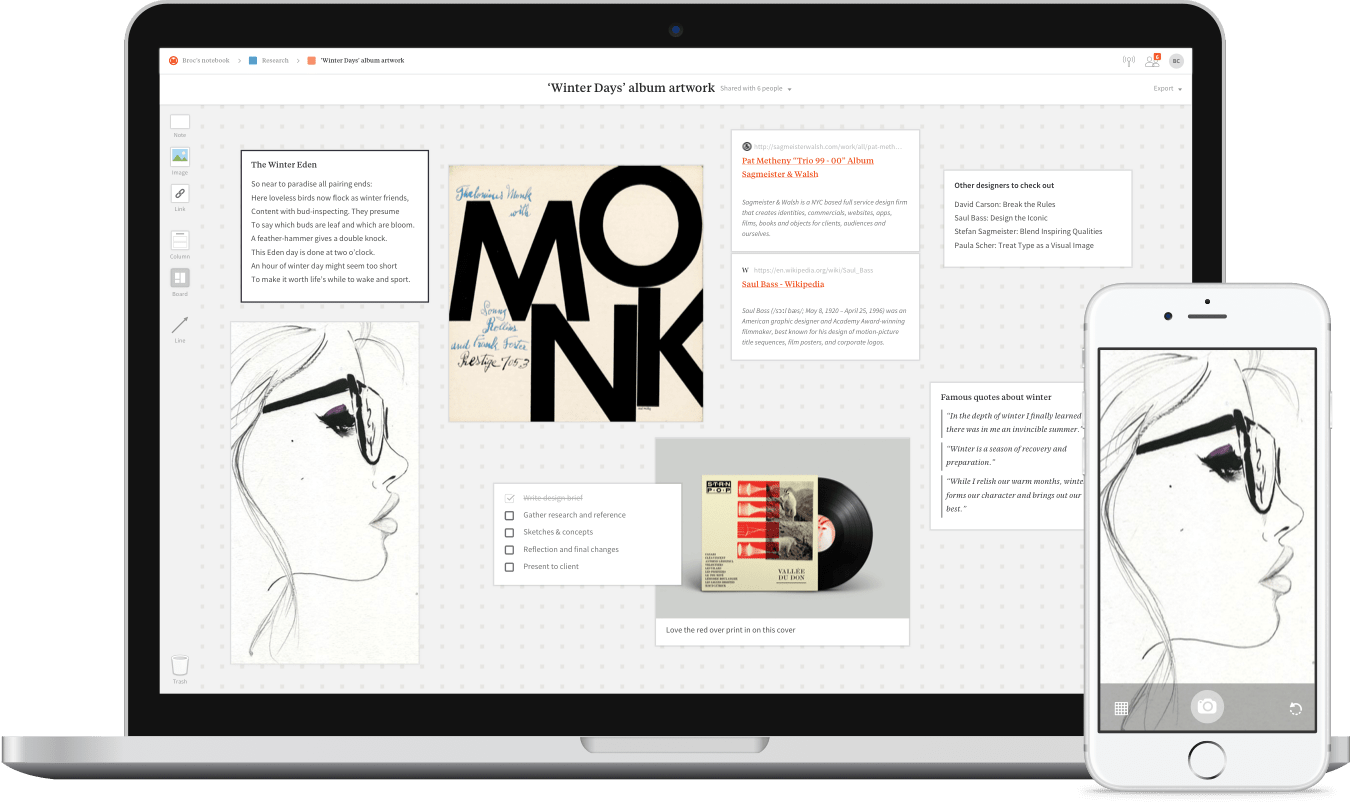 Broc's notebook
Research
'Winter Days' album artwork
6
BC
'Winter Days' album artwork
Shared with 6 people
Export
Note
Image
Link
Column
Board
Line
Trash
The Winter Eden
So near to paradise all pairing ends:
Here loveless birds now flock as winter friends,
Content with bud-inspecting. They presume
To say which buds are leaf and which are bloom.
A feather-hammer gives a double knock.
This Eden day is done at two o'clock.
An hour of winter day might seem too short
To make it worth life's while to wake and sport.
Thelonious Monk
with
MONK
Sonny
Rollins
and Frank Foster
Prestige 7053
http://sagmeisterwalsh.com/work/all/pat-meth...
Pat Metheny "Trio 99 - 00" Album
Sagmeister & Walsh
Sagmeister & Walsh is a NYC based full service design firm
that creates identities, commercials, websites, apps,
films, books and objects for clients, audiences and
ourselves.
W https://en.wikipedia.org/wiki/Saul_Bass
Saul Bass - Wikipedia
Saul Bass (/sɔːl bæs/; May 8, 1920 – April 25, 1996) was an
American graphic designer and Academy Award-winning
filmmaker, best known for his design of motion-picture
title sequences, film posters, and corporate logos.
Other designers to check out
David Carson: Break the Rules
Saul Bass: Design the Iconic
Stefan Sagmeister: Blend Inspiring Qualities
Paula Scher: Treat Type as a Visual Image
Famous quotes about winter
"In the depth of winter I finally learned
there was in me an invincible summer."
"Winter is a season of recovery and
preparation."
"While I relish our warm months, winte
forms our character and brings out our
best."
Write design brief
Gather research and reference
Sketches & concepts
Reflection and final changes
Present to client
POP
VALLÉE
DU DON
Love the red over print in on this cover